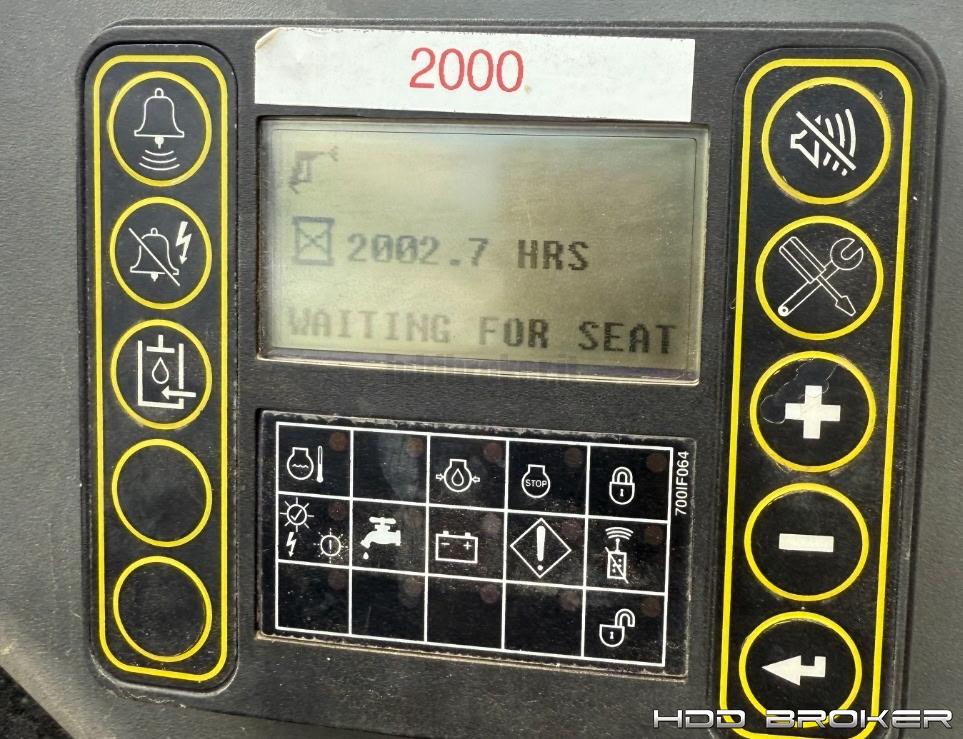 2000
2002.7 HRS
WAITING FOR SEAT
STOP
700IF064
HDD BROKER